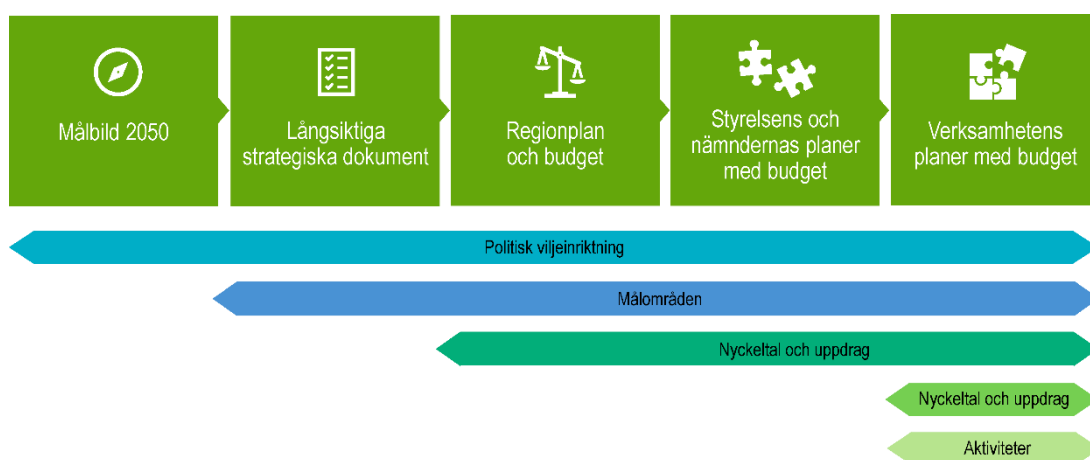 Målbild 2050
Långsiktiga
strategiska dokument
Regionplan
och budget
Styrelsens och
nämndernas planer
med budget
Verksamhetens
planer med budget
Politisk viljeinriktning
Målområden
Nyckeltal och uppdrag
Nyckeltal och uppdrag
Aktiviteter